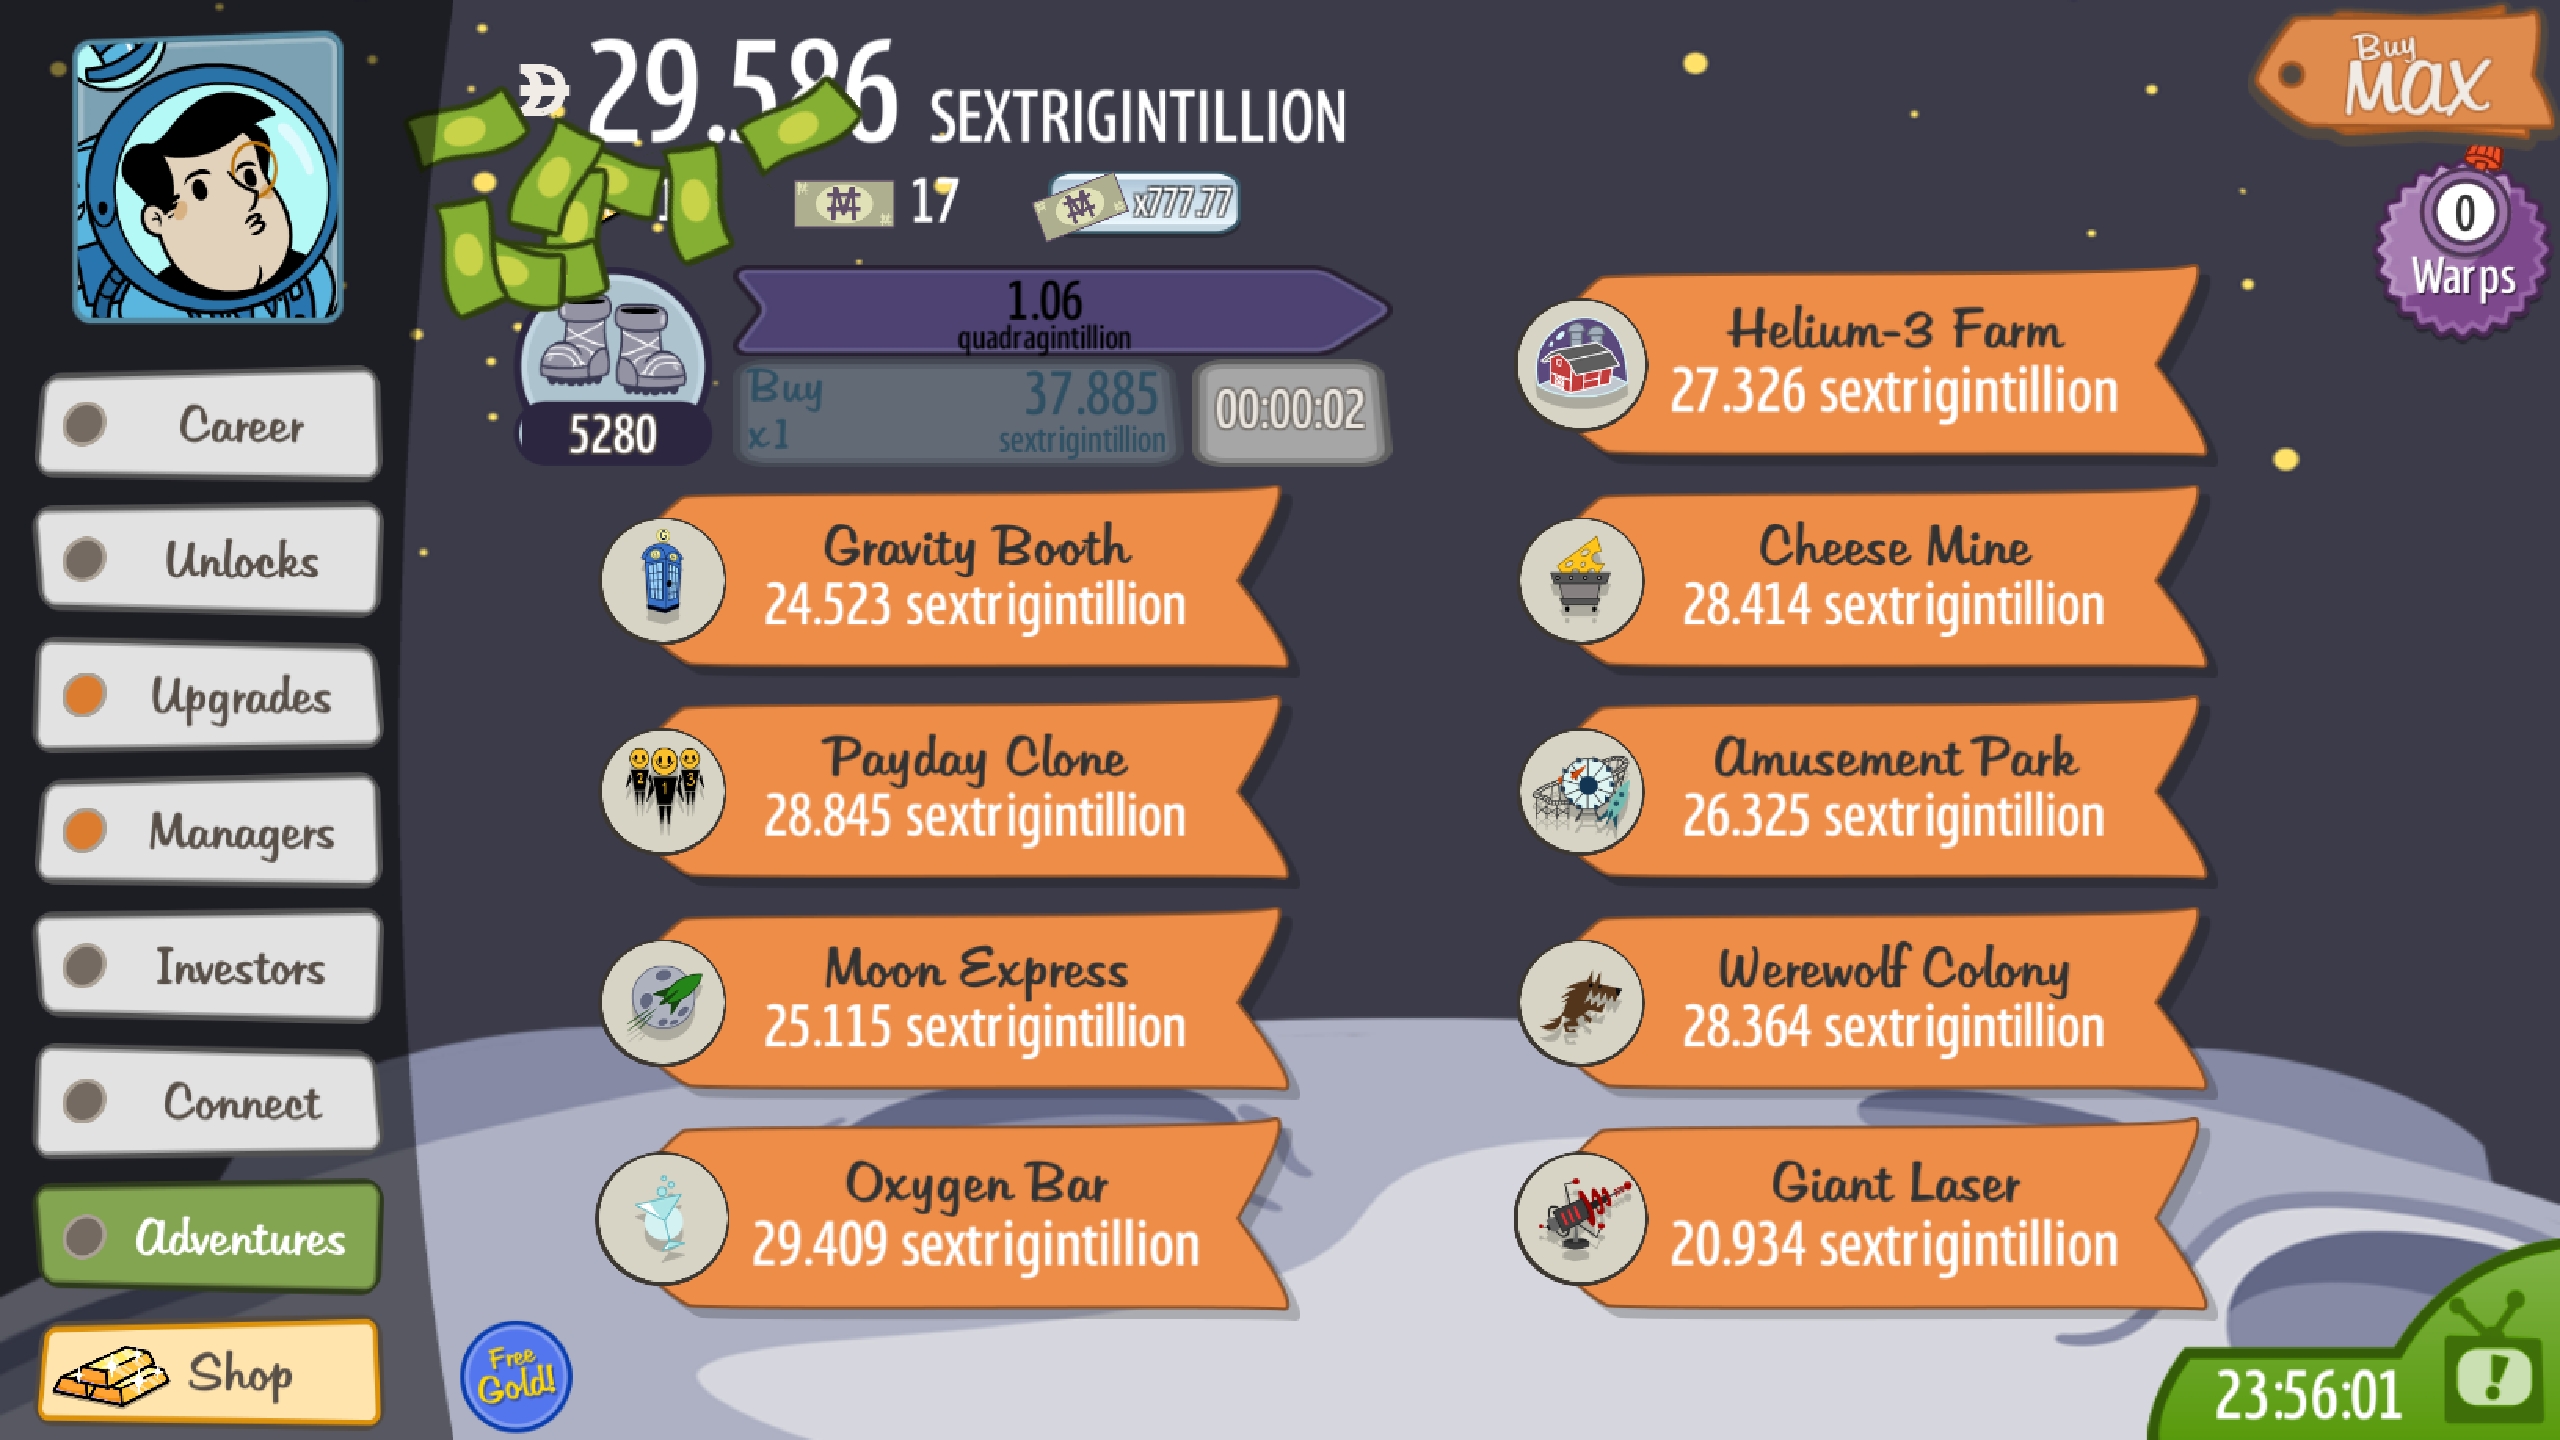 29.586 SEXTRIGINTILLION
17
x777.77
Buy
MAX
0
Warps
1.06
quadragintillion
Buy
x1
37.885
sextrigintillion
00:00:02
5280
Helium-3 Farm
27.326 sextrigintillion
Gravity Booth
24.523 sextrigintillion
Cheese Mine
28.414 sextrigintillion
Payday Clone
28.845 sextrigintillion
Amusement Park
26.325 sextrigintillion
Moon Express
25.115 sextrigintillion
Werewolf Colony
28.364 sextrigintillion
Oxygen Bar
29.409 sextrigintillion
Giant Laser
20.934 sextrigintillion
Career
Unlocks
Upgrades
Managers
Investors
Connect
Adventures
Shop
Free
Gold!
23:56:01